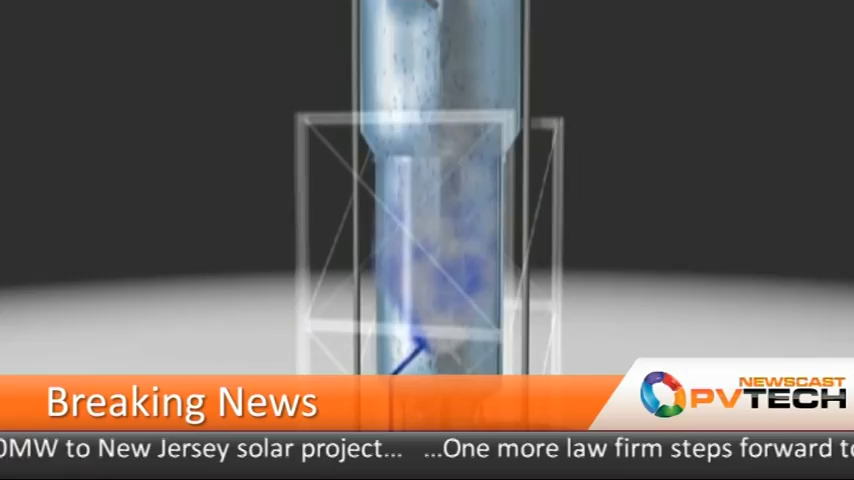 Breaking News
NEWSCAST
PVTECH
0MW to New Jersey solar project... ...One more law firm steps forward to